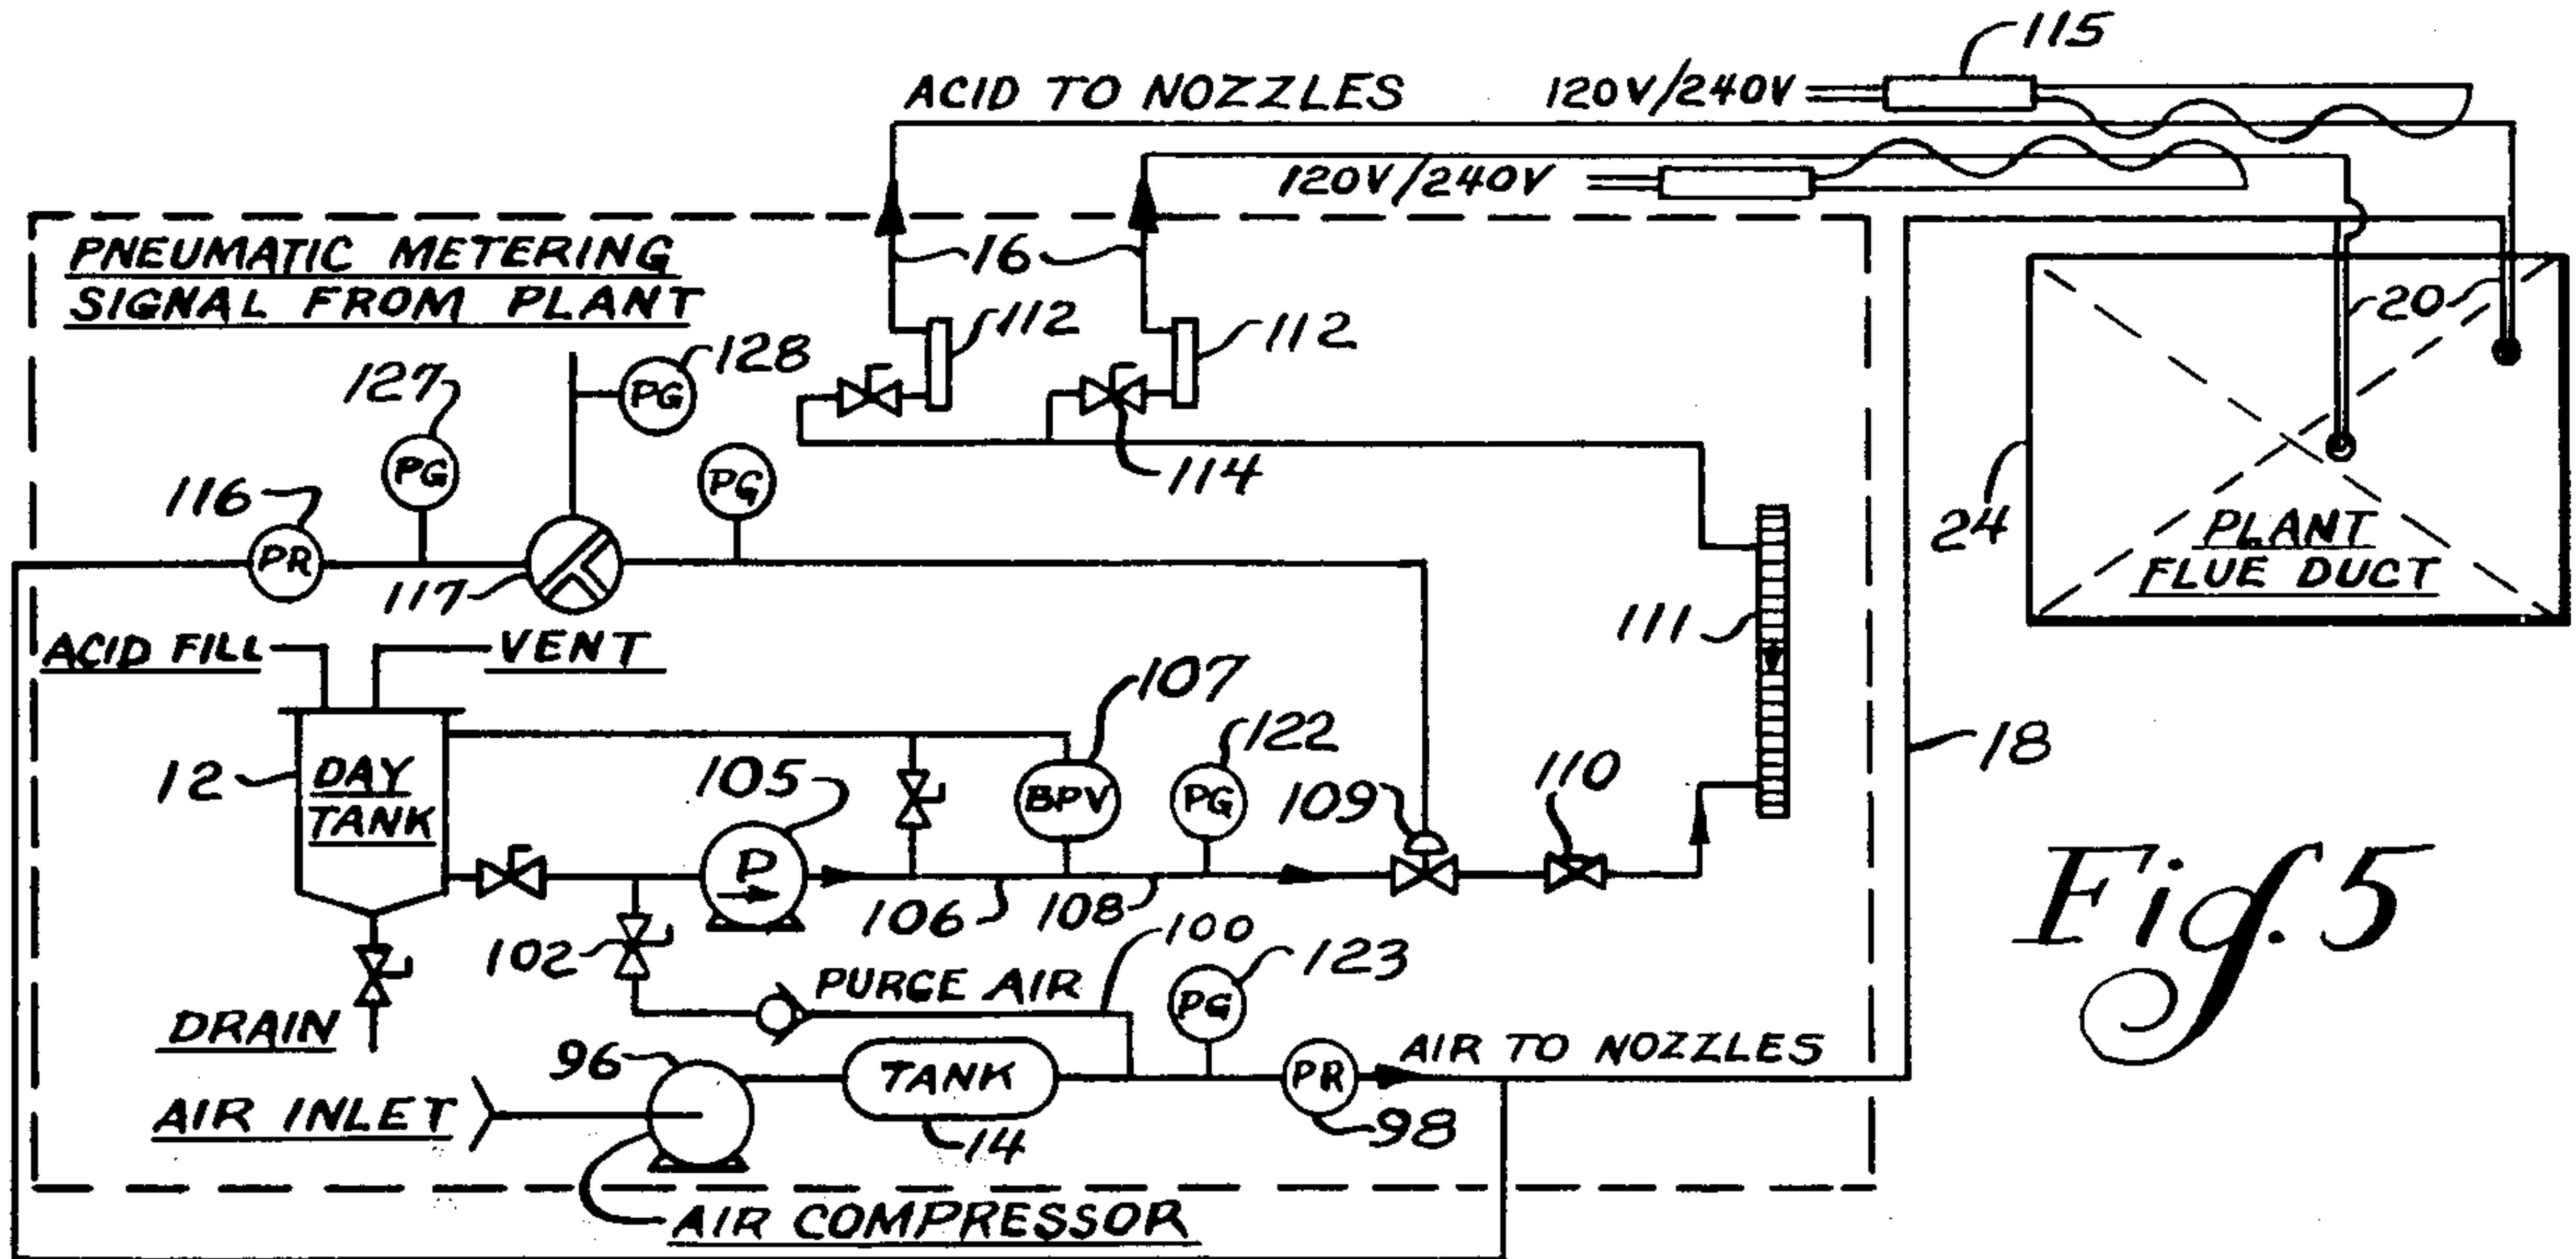 115
ACID TO NOZZLES
120V/240V
120V/240V
PNEUMATIC METERING
SIGNAL FROM PLANT
16
20
112
112
128
PG
127
PG
PG
114
116
PR
117
24
PLANT
FLUE DUCT
111
ACID FILL
VENT
107
122
110
18
12
DAY
TANK
105
BPV
PG
109
P
106
108
100
102
123
PURGE AIR
PG
DRAIN
96
TANK
PR
AIR TO NOZZLES
AIR INLET
14
98
AIR COMPRESSOR
Fig. 5